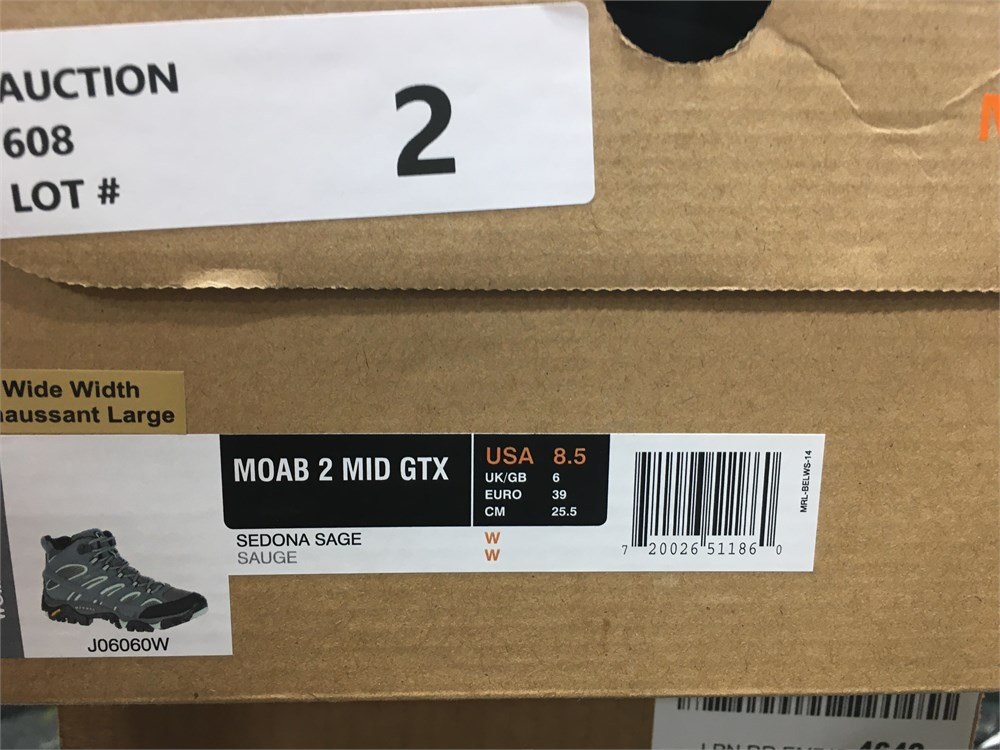 AUCTION
608
LOT #
2
Wide Width
haussant Large
MOAB 2 MID GTX
USA 8.5
UK/GB 6
EURO 39
CM 25.5
SEDONA SAGE
SAUGE
W
W
7 20026 51186 0
MRL-BELWS-14
J06060W